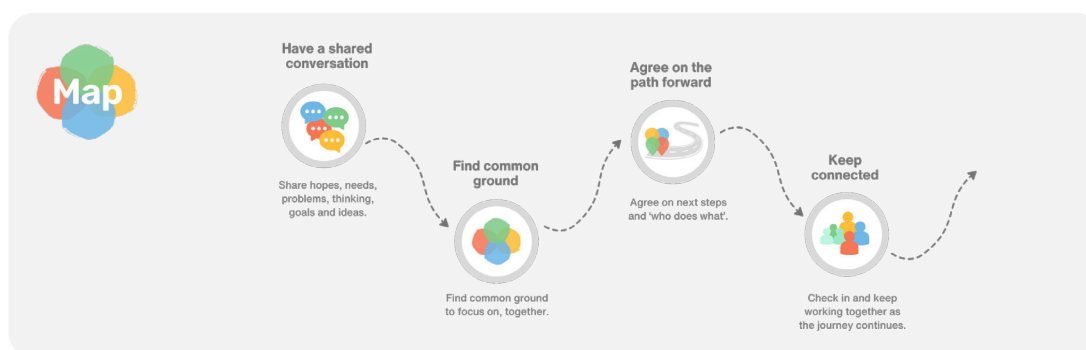 Map
Have a shared
conversation
Share hopes, needs,
problems, thinking,
goals and ideas.
Find common
ground
Find common ground
to focus on, together.
Agree on the
path forward
Agree on next steps
and ‘who does what’.
Keep
connected
Check in and keep
working together as
the journey continues.